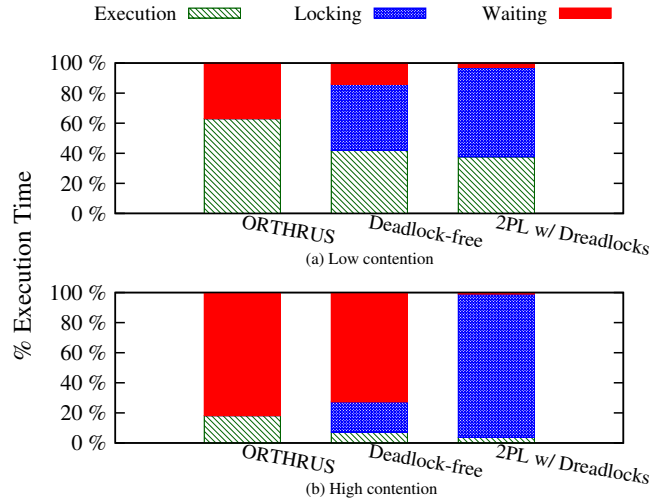 Execution Locking Waiting
% Execution Time
100 %
80 %
60 %
40 %
20 %
0 %
ORTHRUS Deadlock-free 2PL w/ Dreadlocks
(a) Low contention
100 %
80 %
60 %
40 %
20 %
0 %
ORTHRUS Deadlock-free 2PL w/ Dreadlocks
(b) High contention